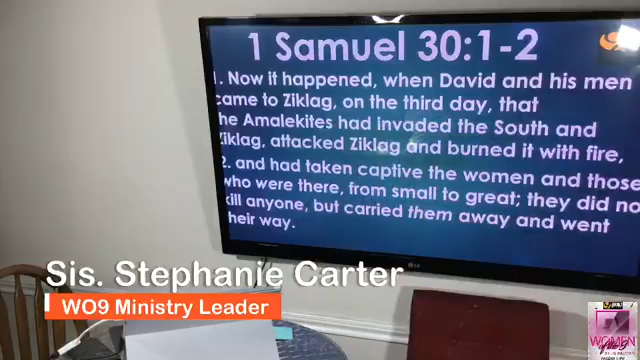 1 Samuel 30:1-2
1. Now it happened, when David and his men
came to Ziklag, on the third day, that
the Amalekites had invaded the South and
Ziklag, attacked Ziklag and burned it with fire,
2. and had taken captive the women and those
who were there, from small to great; they did no
kill anyone, but carried them away and went
their way.
LG
Sis. Stephanie Carter
WO9 Ministry Leader
WOMEN